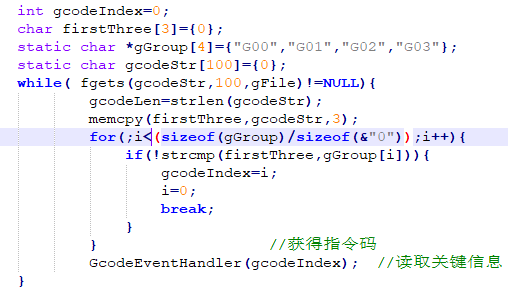 int gcodeIndex=0;
char firstThree[3]={0};
static char *gGroup[4]={"G00","G01","G02","G03"};
static char gcodeStr[100]={0};
while( fgets(gcodeStr,100,gFile)!=NULL){
gcodeLen=strlen(gcodeStr);
memcpy(firstThree,gcodeStr,3);
for(;i<(sizeof(gGroup)/sizeof(&"0"));i++){
if(!strcmp(firstThree,gGroup[i])){
gcodeIndex=i;
i=0;
break;
}
} //获得指令码
GcodeEventHandler(gcodeIndex); //读取关键信息
}